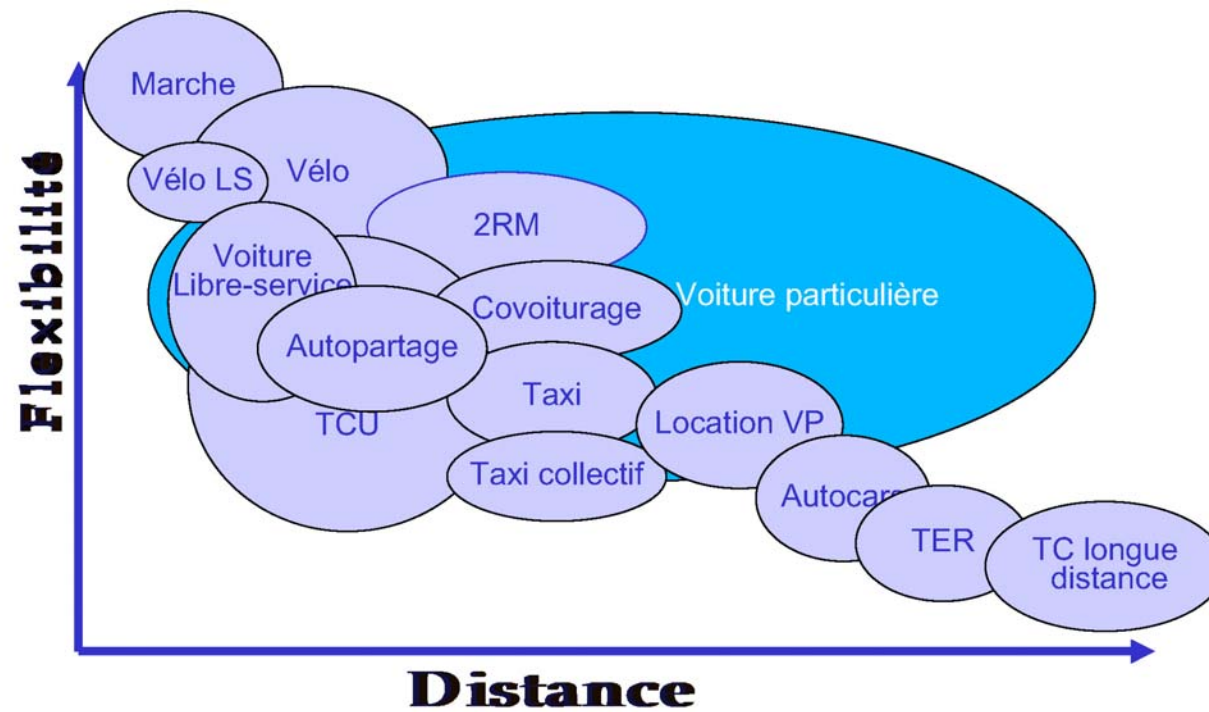 Marche
Vélo LS
Vélo
2RM
Voiture
Libre-service
Covoiturage
Voiture particulière
Autopartage
Taxi
TCU
Location VP
Taxi collectif
Autocars
TER
TC longue
distance
Flexibilité
Distance